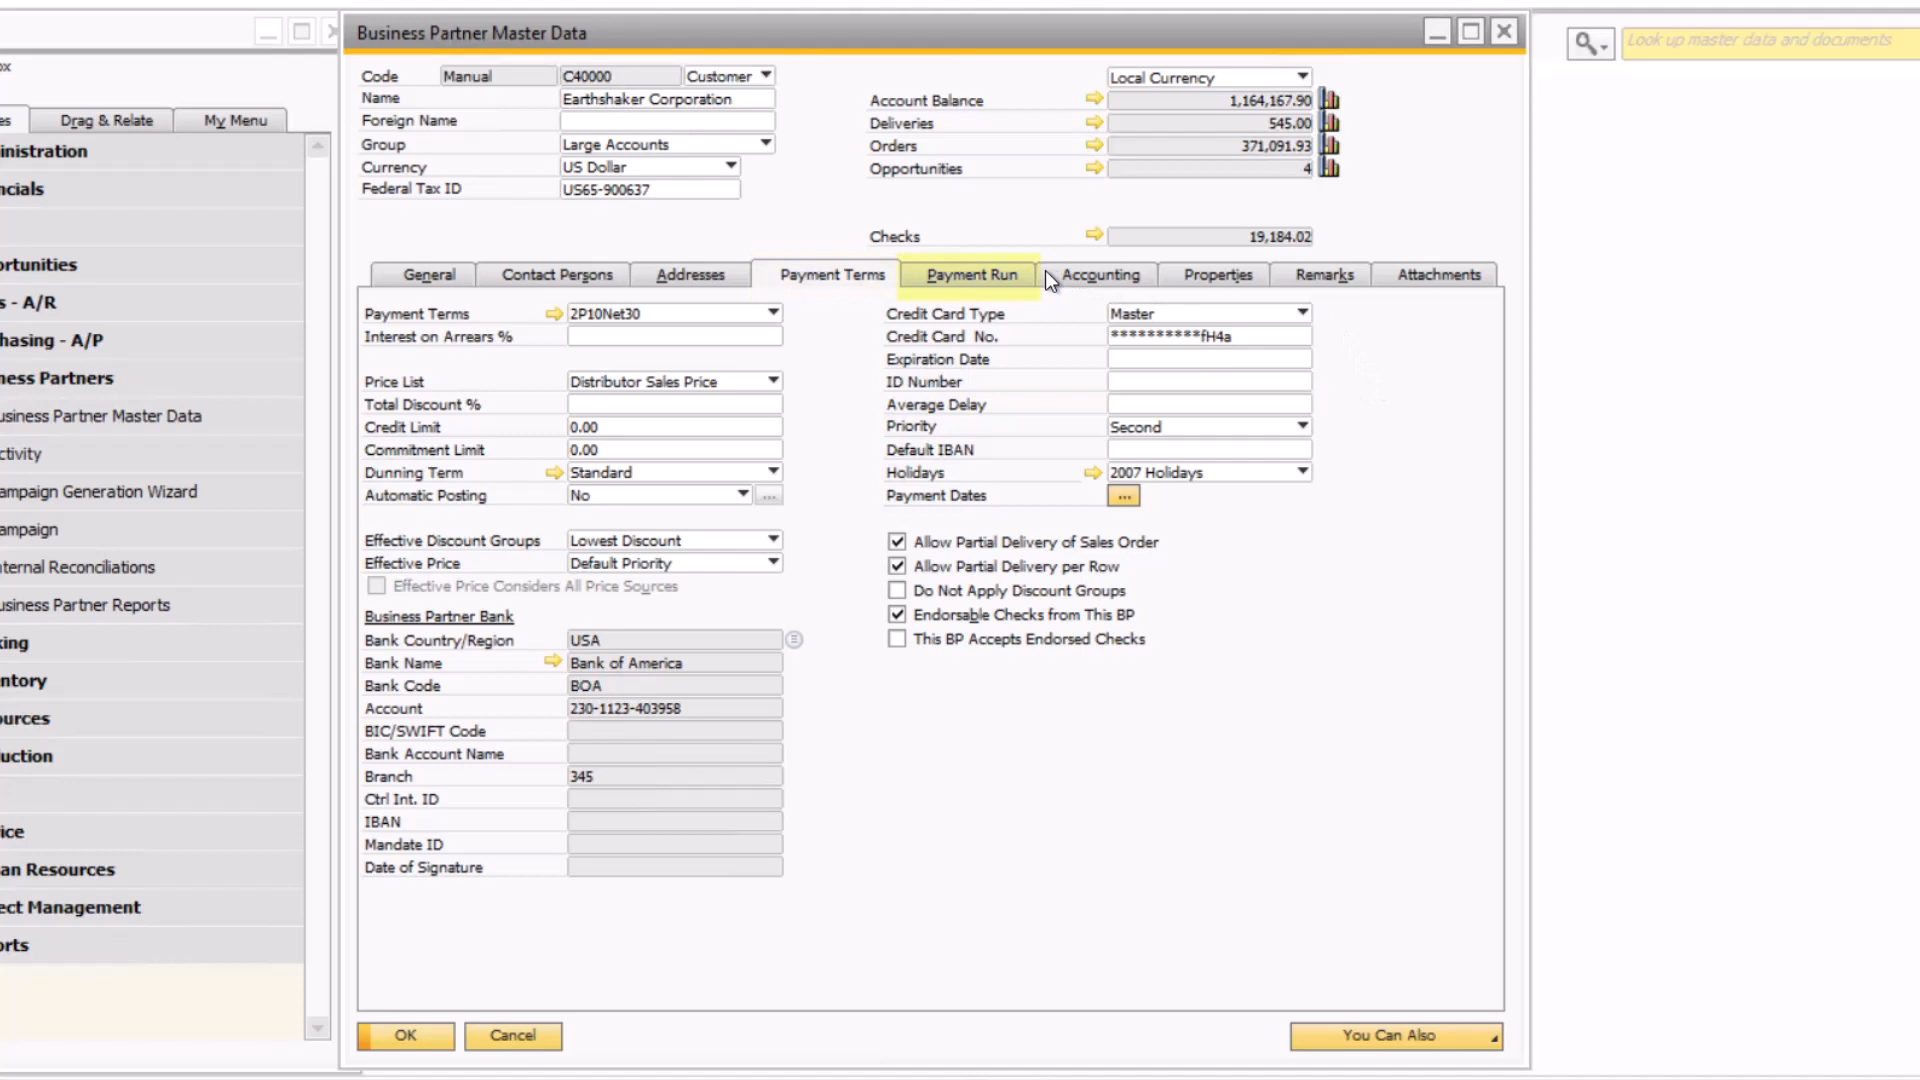 Business Partner Master Data
Look up master data and documents
ox
es
Drag & Relate
My Menu
inistration
ncials
ortunities
s - A/R
hasing - A/P
ness Partners
usiness Partner Master Data
ctivity
ampaign Generation Wizard
ampaign
nternal Reconciliations
usiness Partner Reports
king
ntory
ources
uction
ice
an Resources
ect Management
orts
Code Manual C40000 Customer
Name Earthshaker Corporation
Foreign Name
Group Large Accounts
Currency US Dollar
Federal Tax ID US65-900637
Local Currency
Account Balance 1,164,167.90
Deliveries 545.00
Orders 371,091.93
Opportunities 4
Checks 19,184.02
General Contact Persons Addresses Payment Terms Payment Run Accounting Properties Remarks Attachments
Payment Terms 2P10Net30
Interest on Arrears %
Price List Distributor Sales Price
Total Discount %
Credit Limit 0.00
Commitment Limit 0.00
Dunning Term Standard
Automatic Posting No ...
Effective Discount Groups Lowest Discount
Effective Price Default Priority
Effective Price Considers All Price Sources
Business Partner Bank
Bank Country/Region USA
Bank Name Bank of America
Bank Code BOA
Account 230-1123-403958
BIC/SWIFT Code
Bank Account Name
Branch 345
Ctrl Int. ID
IBAN
Mandate ID
Date of Signature
Credit Card Type Master
Credit Card No. **********fH4a
Expiration Date
ID Number
Average Delay
Priority Second
Default IBAN
Holidays 2007 Holidays
Payment Dates ...
Allow Partial Delivery of Sales Order
Allow Partial Delivery per Row
Do Not Apply Discount Groups
Endorsable Checks from This BP
This BP Accepts Endorsed Checks
OK Cancel You Can Also